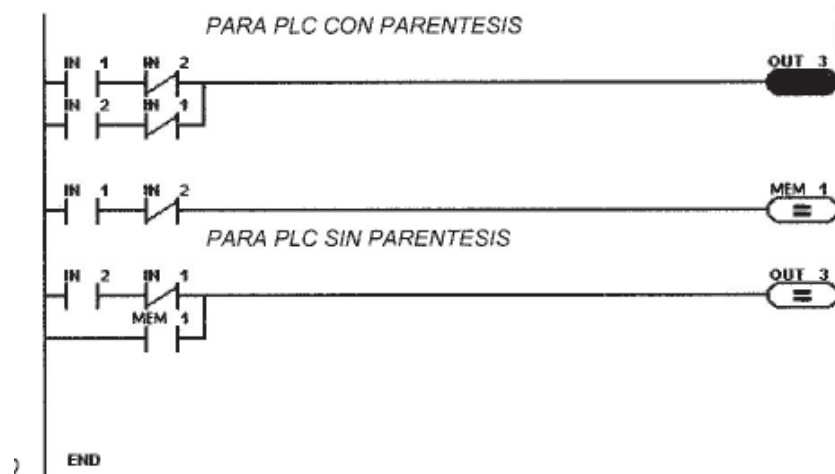 PARA PLC CON PARENTESIS
IN 1 IN 2 OUT 3
IN 2 IN 1
IN 1 IN 2 MEM 1
=
PARA PLC SIN PARENTESIS
IN 2 IN 1 OUT 3
=
MEM 1
END